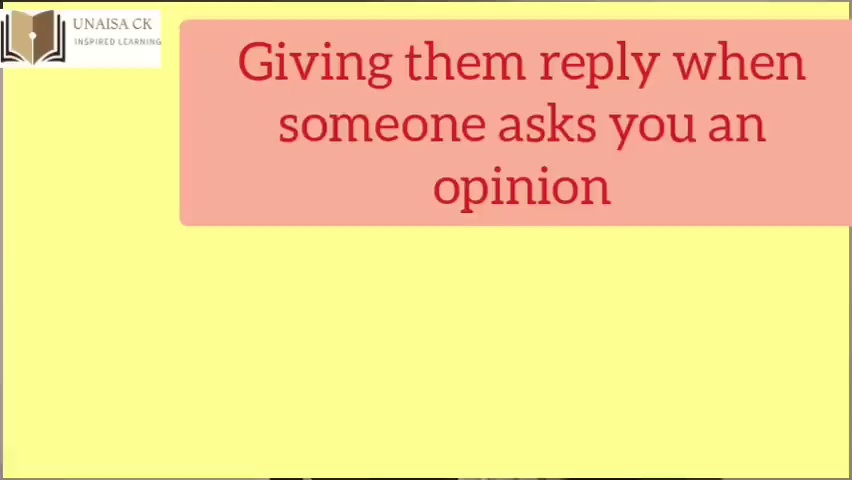 UNAISA CK
INSPIRED LEARNING
Giving them reply when
someone asks you an
opinion